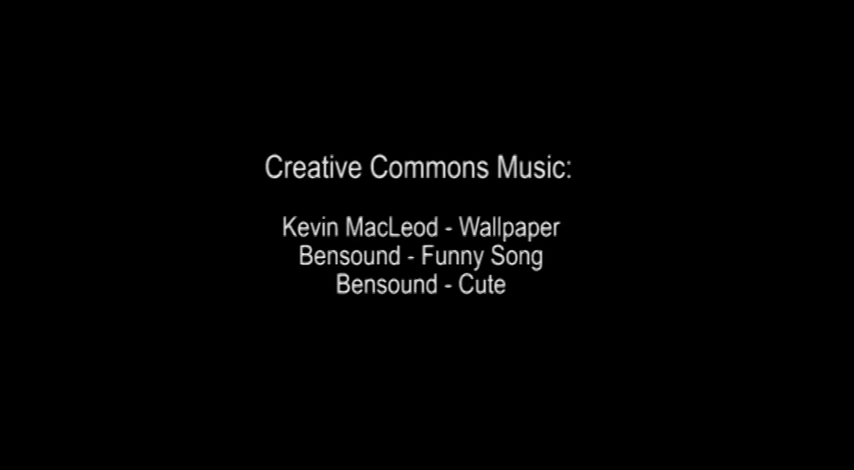 Creative Commons Music:
Kevin MacLeod - Wallpaper
Bensound - Funny Song
Bensound - Cute